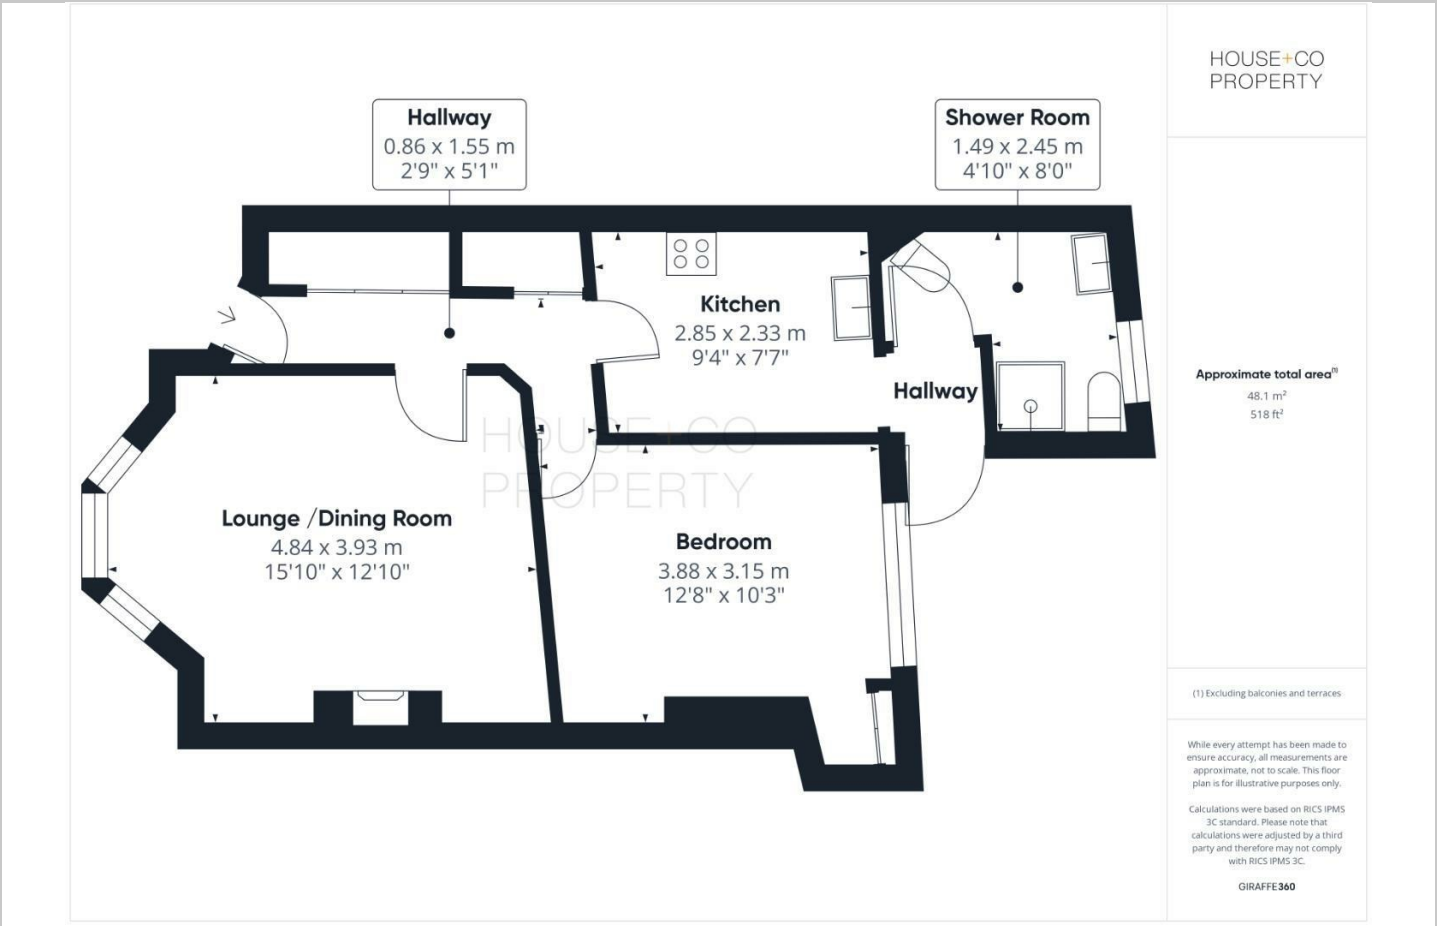 HOUSE+CO
PROPERTY
Hallway
0.86 x 1.55 m
2'9" x 5'1"
Shower Room
1.49 x 2.45 m
4'10" x 8'0"
Kitchen
2.85 x 2.33 m
9'4" x 7'7"
Hallway
HOUSE+CO
PROPERTY
Lounge /Dining Room
4.84 x 3.93 m
15'10" x 12'10"
Bedroom
3.88 x 3.15 m
12'8" x 10'3"
Approximate total area(1)
48.1 m²
518 ft²
(1) Excluding balconies and terraces
While every attempt has been made to
ensure accuracy, all measurements are
approximate, not to scale. This floor
plan is for illustrative purposes only.
Calculations were based on RICS IPMS
3C standard. Please note that
calculations were adjusted by a third
party and therefore may not comply
with RICS IPMS 3C.
GIRAFFE360